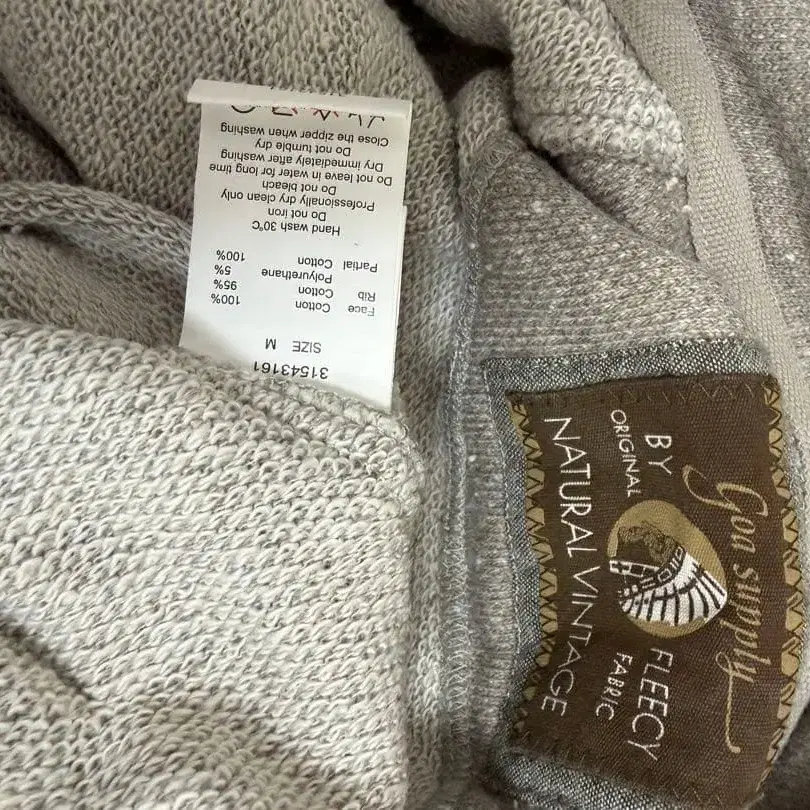 31543161
SIZE M
Face Cotton 100%
Rib Cotton 95%
Polyurethane 5%
Partial Cotton 100%
Hand wash 30°C
Do not iron
Professionally dry clean only
Do not bleach
Do not leave in water for long time
Dry immediately after washing
Do not tumble dry
Close the zipper when washing
Goa supply
BY
ORIGINAL
FLEECY
FABRIC
NATURAL VINTAGE